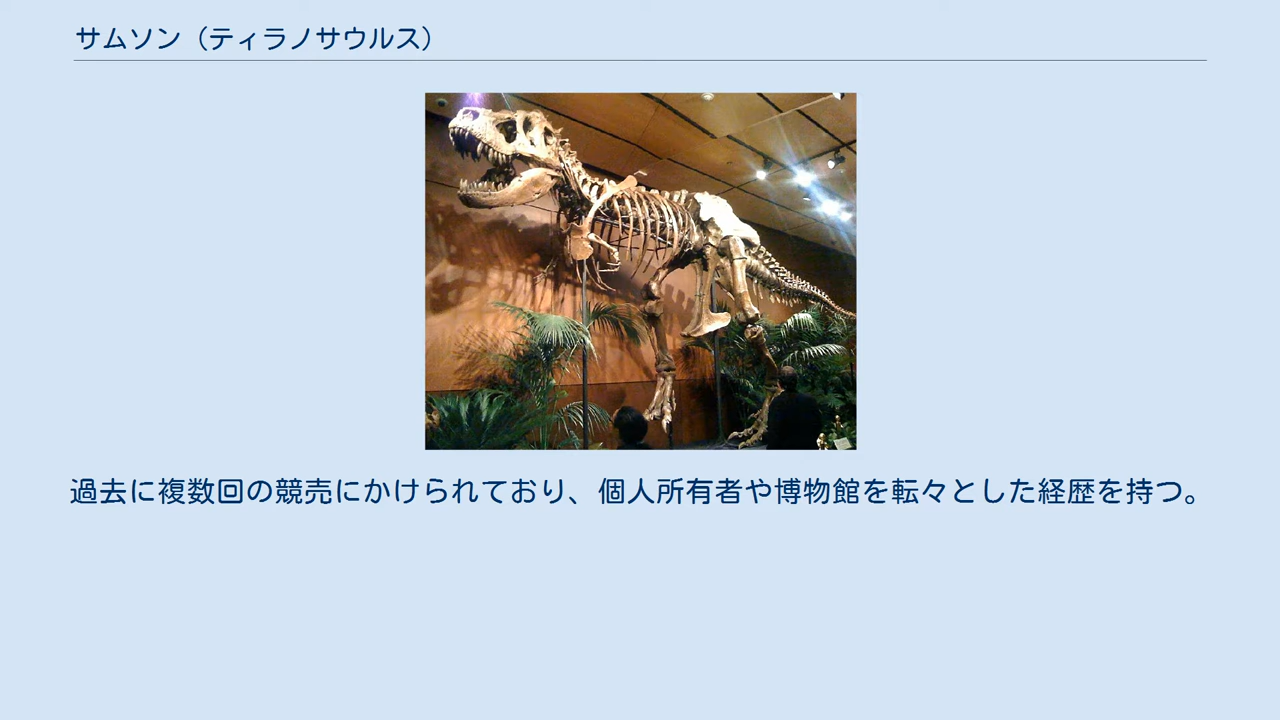 サムソン（ティラノサウルス）
過去に複数回の競売にかけられており、個人所有者や博物館を転々とした経歴を持つ。